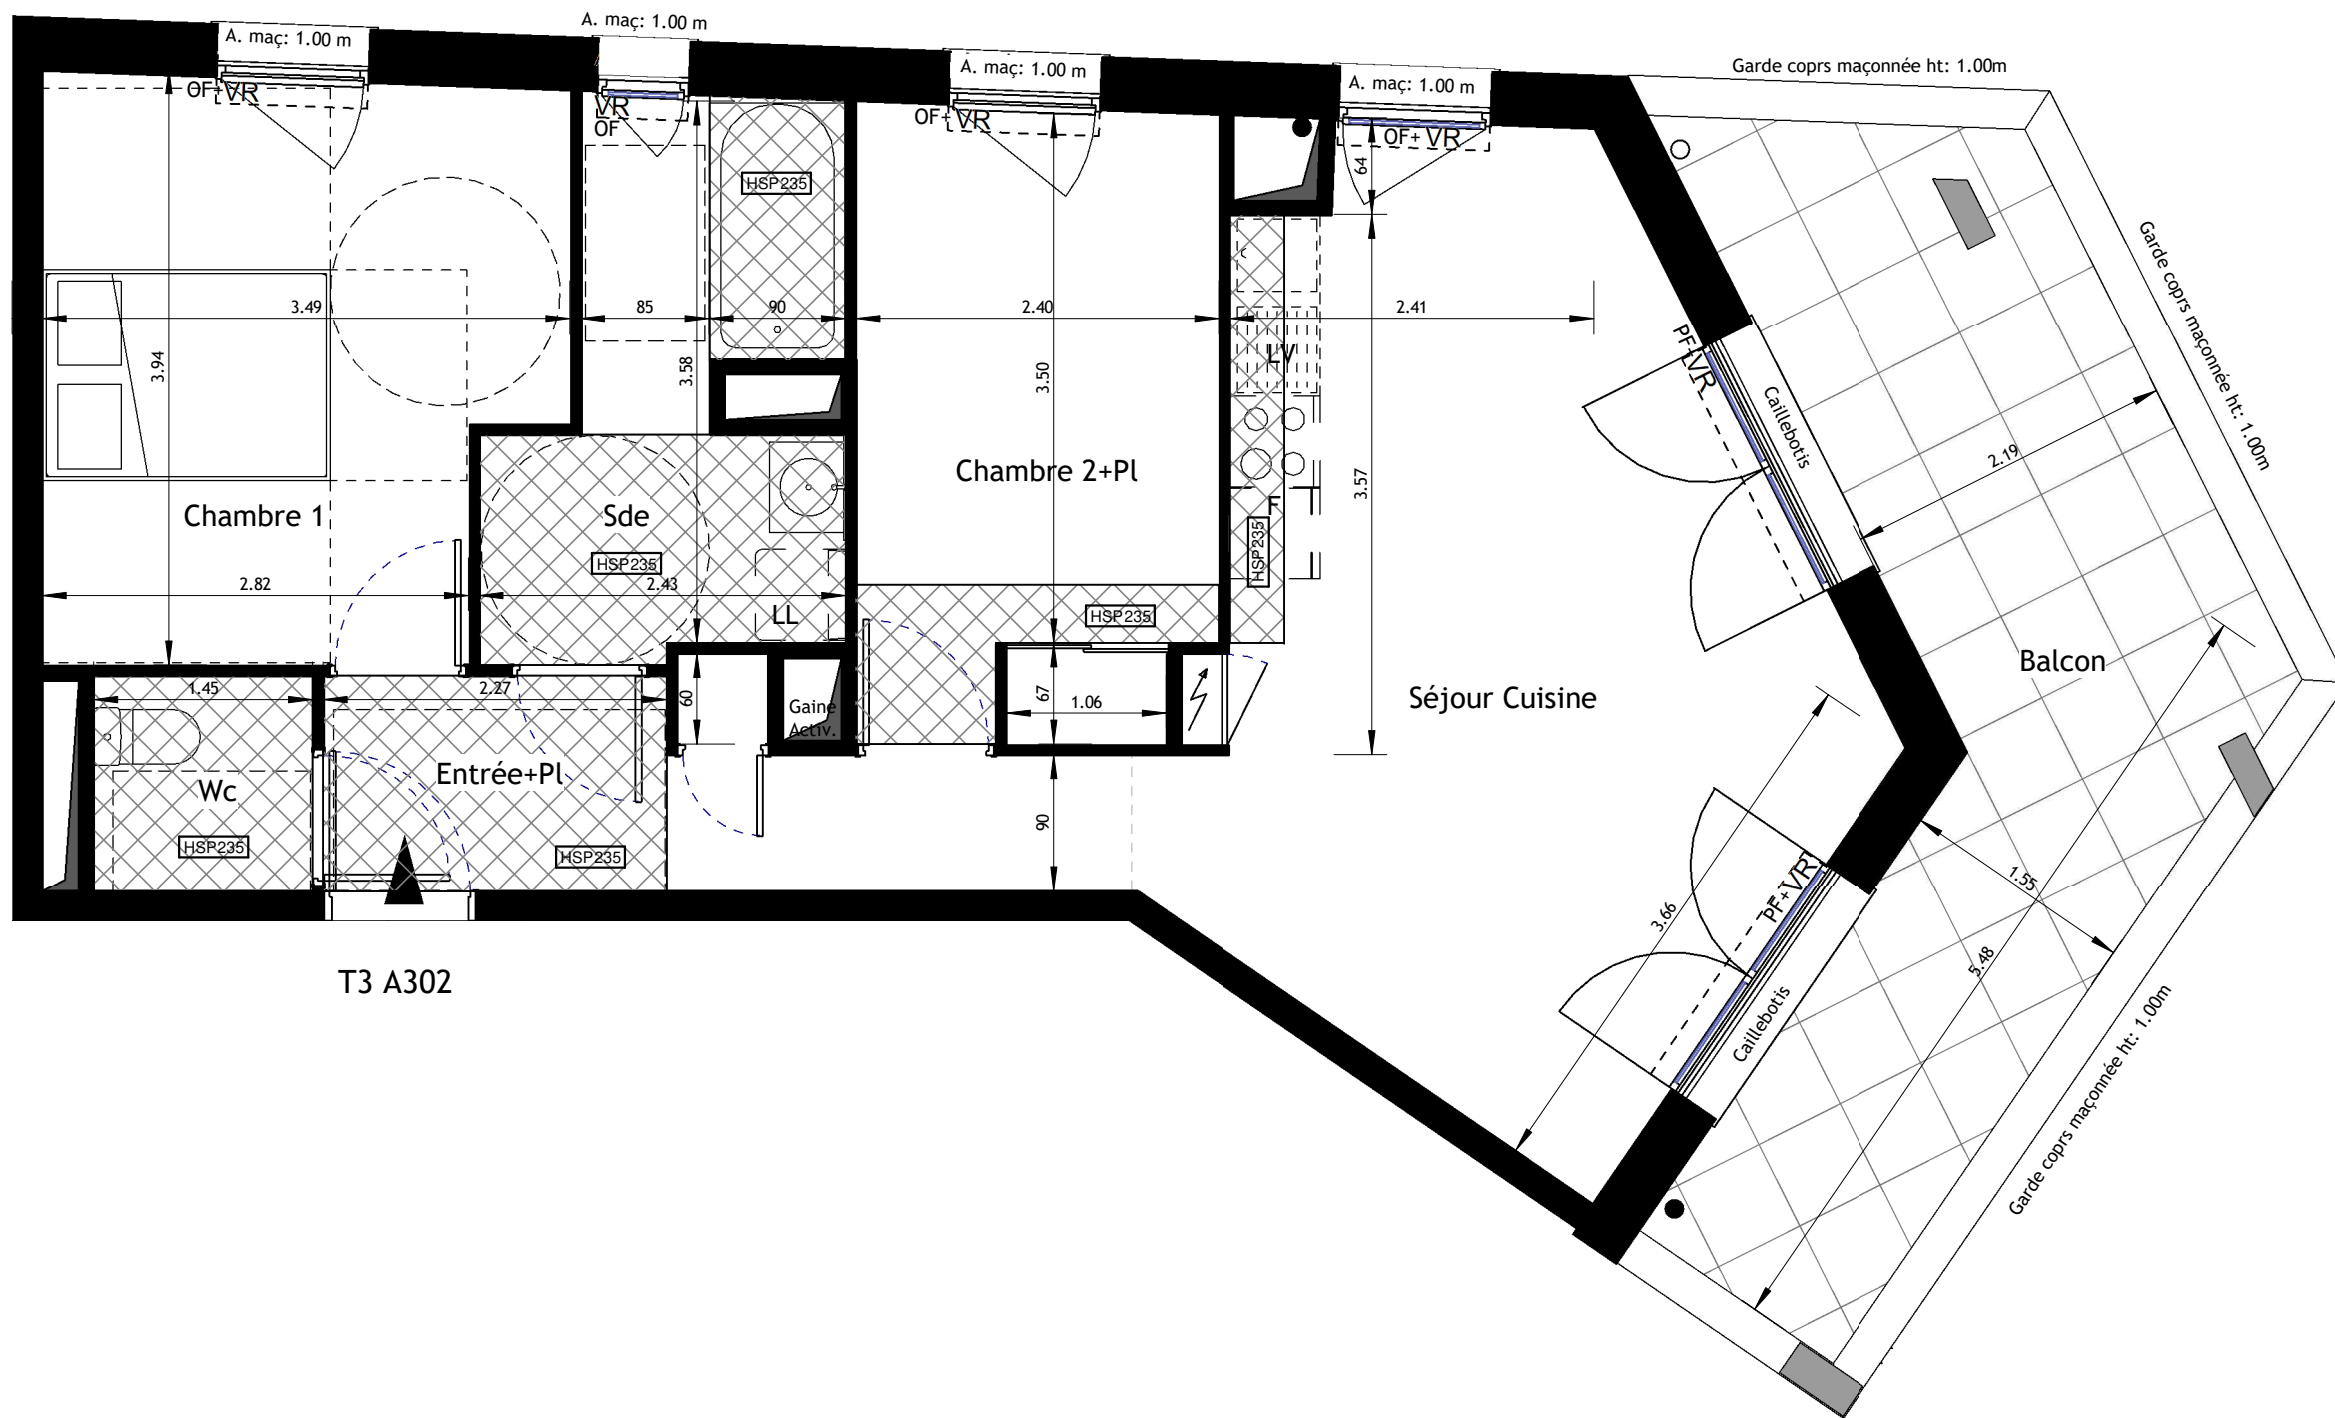 A. maç: 1.00 m
A. maç: 1.00 m
A. maç: 1.00 m
A. maç: 1.00 m
Garde coprs maçonnée ht: 1.00m
OF+VR
VR
OF
OF+VR
OF+ VR
HSP235
64
Garde coprs maçonnée ht: 1.00m
3.49
85
90
2.40
2.41
3.94
3.58
3.50
LV
PF+VR
Caillebotis
2.19
Chambre 1
Sde
Chambre 2+Pl
3.57
F
HSP235
HSP235
2.82
2.43
LL
HSP235
Balcon
1.45
2.27
60
Gaine
Activ.
67
1.06
Séjour Cuisine
Wc
Entrée+Pl
HSP235
HSP235
90
PF+VR
1.55
3.66
5.48
T3 A302
Caillebotis
Garde coprs maçonnée ht: 1.00m